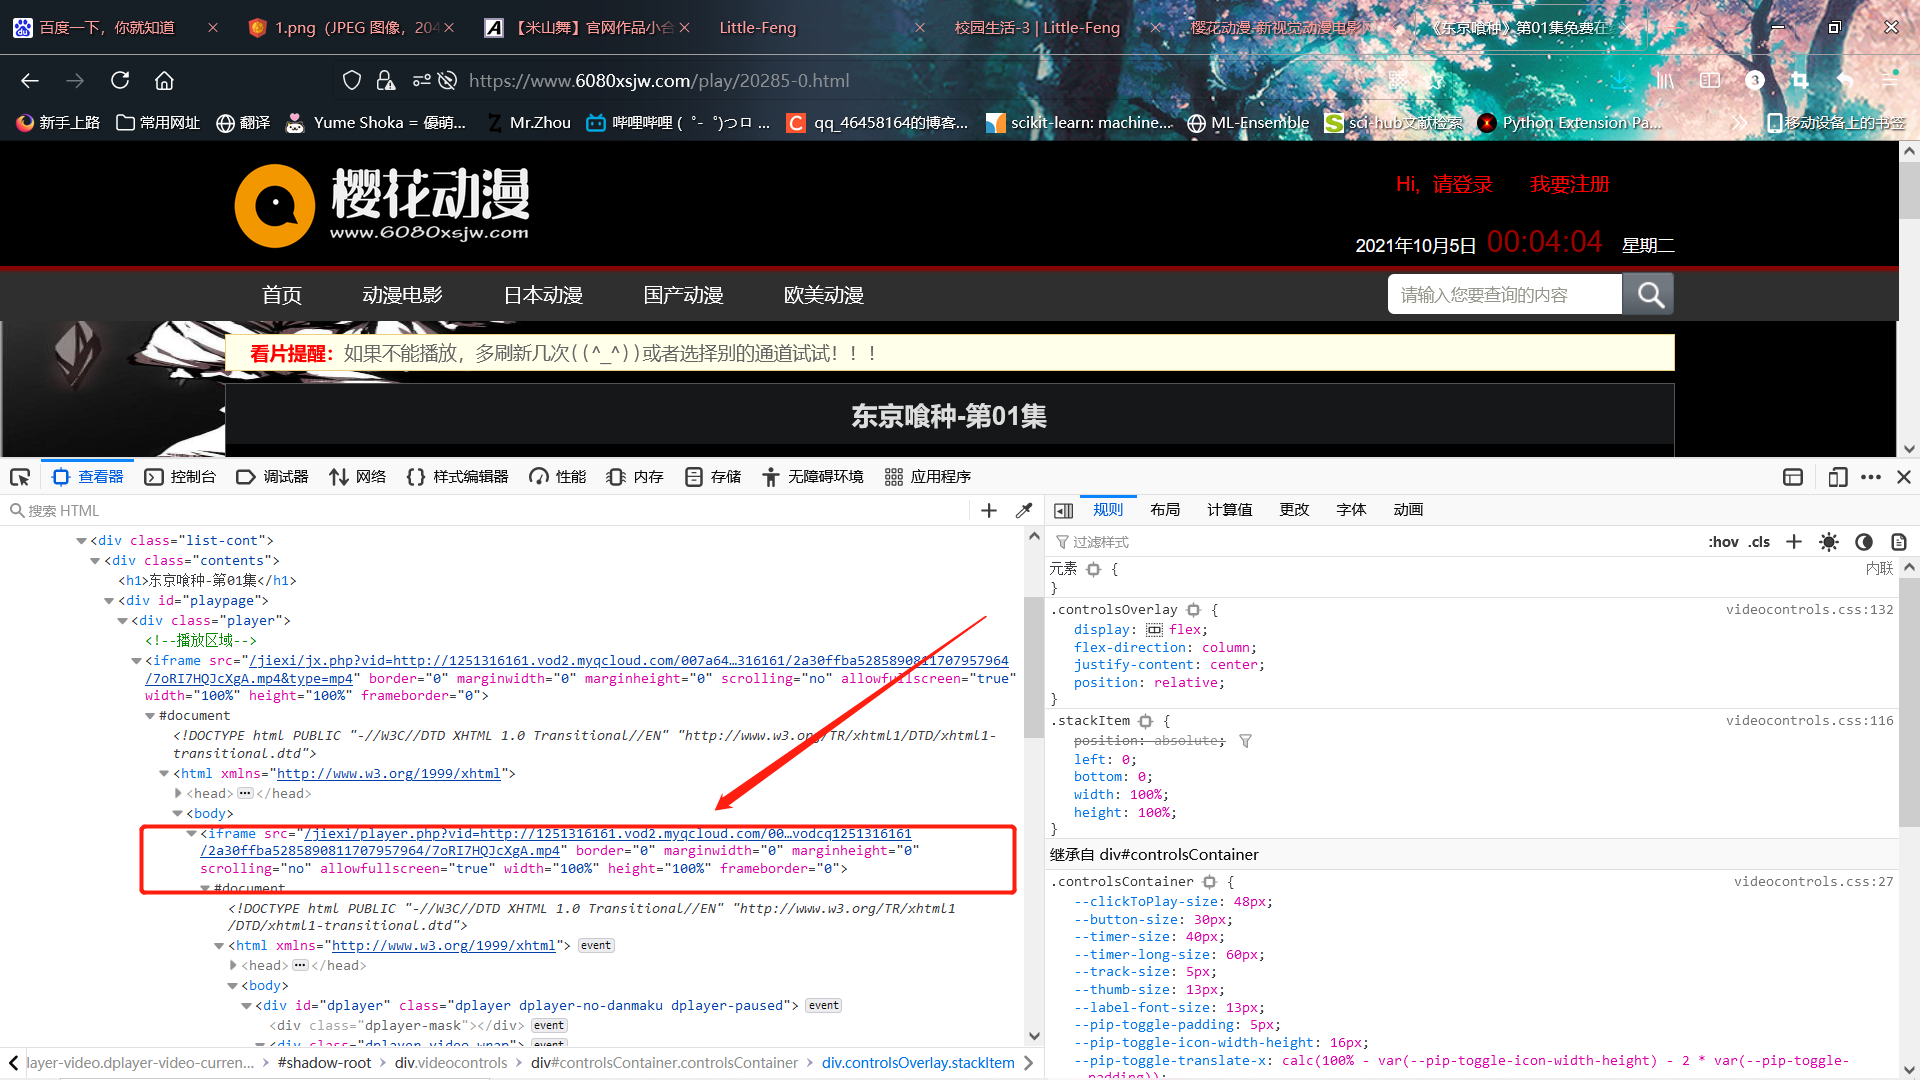 百度一下，你就知道
1.png（JPEG 图像，204
【米山舞】官网作品小合
Little-Feng
校园生活-3 | Little-Feng
樱花动漫-新视觉动漫电影
《东京喰种》第01集免费在
https://www.6080xsjw.com/play/20285-0.html
新手上路 常用网址 翻译 Yume Shoka = 優萌... Mr.Zhou 哔哩哔哩 ( ゜- ゜)つロ ... qq_46458164的博客... scikit-learn: machine... ML-Ensemble sci-hub文献检索 Python Extension Pa... 移动设备上的书签
樱花动漫
www.6080xsjw.com
Hi，请登录 我要注册
2021年10月5日 00:04:04 星期二
首页 动漫电影 日本动漫 国产动漫 欧美动漫 请输入您要查询的内容
看片提醒：如果不能播放，多刷新几次((^_^))或者选择别的通道试试！！！
东京喰种-第01集
查看器 控制台 调试器 网络 样式编辑器 性能 内存 存储 无障碍环境 应用程序
搜索 HTML
<div class="list-cont">
<div class="contents">
<h1>东京喰种-第01集</h1>
<div id="playpage">
<div class="player">
<!--播放区域-->
<iframe src="/jiexi/jx.php?vid=http://1251316161.vod2.myqcloud.com/007a64…316161/2a30ffba5285890811707957964
/7oRI7HQJcXgA.mp4&type=mp4" border="0" marginwidth="0" marginheight="0" scrolling="no" allowfullscreen="true"
width="100%" height="100%" frameborder="0">
#document
<!DOCTYPE html PUBLIC "-//W3C//DTD XHTML 1.0 Transitional//EN" "http://www.w3.org/TR/xhtml1/DTD/xhtml1-
transitional.dtd">
<html xmlns="http://www.w3.org/1999/xhtml">
<head> ••• </head>
<body>
<iframe src="/jiexi/player.php?vid=http://1251316161.vod2.myqcloud.com/00…vodcq1251316161
/2a30ffba5285890811707957964/7oRI7HQJcXgA.mp4" border="0" marginwidth="0" marginheight="0"
scrolling="no" allowfullscreen="true" width="100%" height="100%" frameborder="0">
#document
<!DOCTYPE html PUBLIC "-//W3C//DTD XHTML 1.0 Transitional//EN" "http://www.w3.org/TR/xhtml1
/DTD/xhtml1-transitional.dtd">
<html xmlns="http://www.w3.org/1999/xhtml"> event
<head> ••• </head>
<body>
<div id="dplayer" class="dplayer dplayer-no-danmaku dplayer-paused"> event
<div class="dplayer-mask"></div> event
<div class="dplayer-video-wrap"> event
layer-video.dplayer-video-curren... #shadow-root div.videocontrols div#controlsContainer.controlsContainer div.controlsOverlay.stackItem
规则 布局 计算值 更改 字体 动画
过滤样式 :hov .cls
元素 { 内联
}
.controlsOverlay { videocontrols.css:132
display: flex;
flex-direction: column;
justify-content: center;
position: relative;
}
.stackItem { videocontrols.css:116
position: absolute;
left: 0;
bottom: 0;
width: 100%;
height: 100%;
}
继承自 div#controlsContainer
.controlsContainer { videocontrols.css:27
--clickToPlay-size: 48px;
--button-size: 30px;
--timer-size: 40px;
--timer-long-size: 60px;
--track-size: 5px;
--thumb-size: 13px;
--label-font-size: 13px;
--pip-toggle-padding: 5px;
--pip-toggle-icon-width-height: 16px;
--pip-toggle-translate-x: calc(100% - var(--pip-toggle-icon-width-height) - 2 * var(--pip-toggle-
padding));